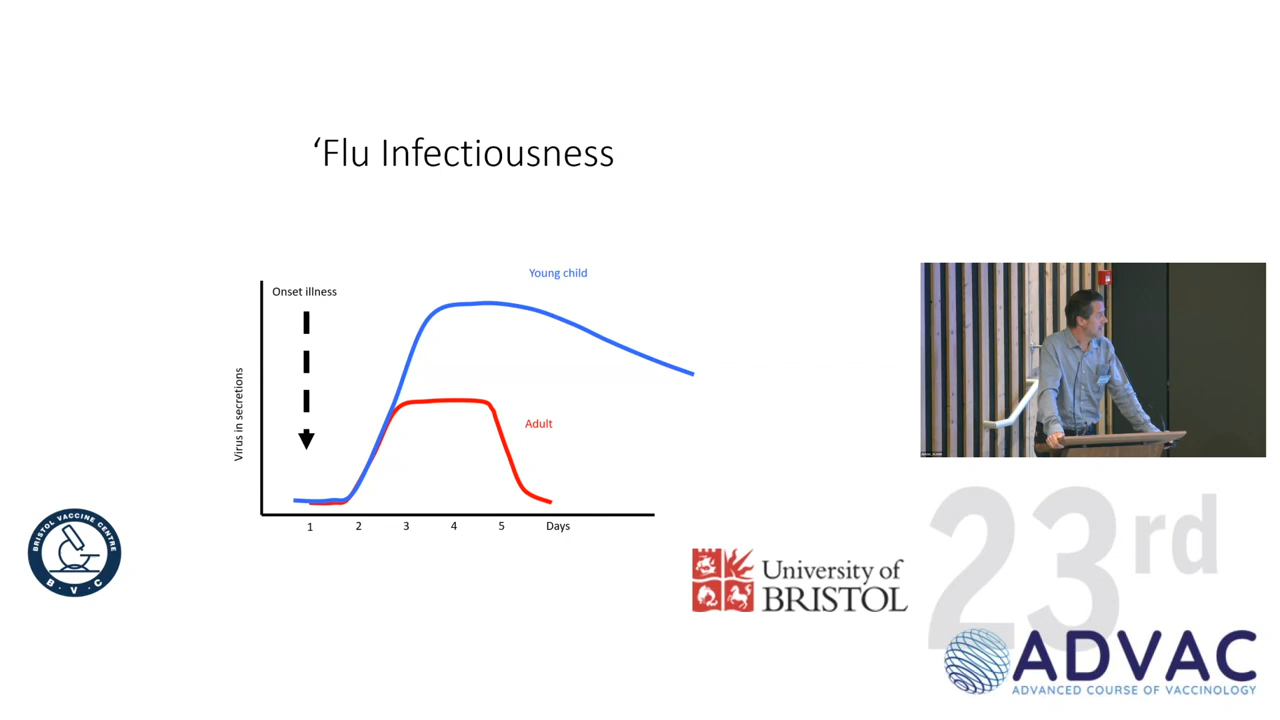 ‘Flu Infectiousness
Young child
Onset illness
Virus in secretions
Adult
1 2 3 4 5 Days
BRISTOL VACCINE CENTRE
B · V · C
University of
BRISTOL
23rd
ADVAC
ADVANCED COURSE OF VACCINOLOGY